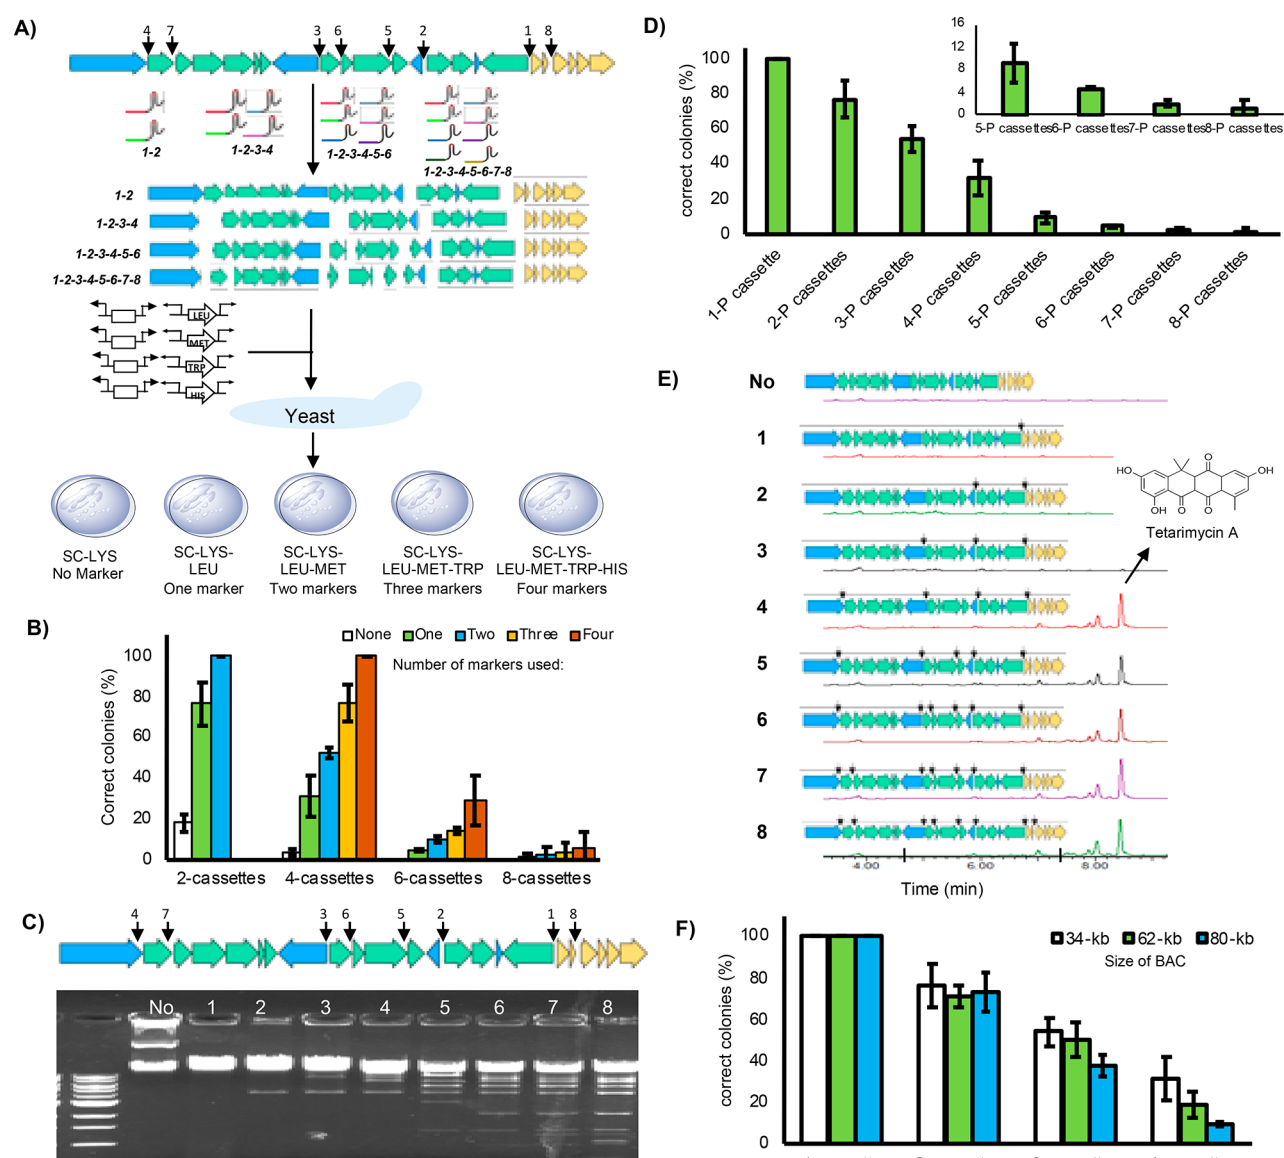 A)
4 7 3 6 5 2 1 8
1-2
1-2-3-4
1-2-3-4-5-6
1-2-3-4-5-6-7-8
1-2
1-2-3-4
1-2-3-4-5-6
1-2-3-4-5-6-7-8
LEU
MET
TRP
HIS
Yeast
SC-LYS
No Marker
SC-LYS-
LEU
One marker
SC-LYS-
LEU-MET
Two markers
SC-LYS-
LEU-MET-TRP
Three markers
SC-LYS-
LEU-MET-TRP-HIS
Four markers
B)
None One Two Three Four
Number of markers used:
Correct colonies (%)
100
80
60
40
20
0
2-cassettes 4-cassettes 6-cassettes 8-cassettes
C)
4 7 3 6 5 2 1 8
No 1 2 3 4 5 6 7 8
D)
correct colonies (%)
100
80
60
40
20
0
1-P cassette
2-P cassettes
3-P cassettes
4-P cassettes
5-P cassettes
6-P cassettes
7-P cassettes
8-P cassettes
16
12
8
4
0
5-P cassettes6-P cassettes7-P cassettes8-P cassettes
E)
No
1
2
3
4
5
6
7
8
HO OH
O
OH O O
Tetarimycin A
4.00 6.00 8.00
Time (min)
F)
34-kb 62-kb 80-kb
Size of BAC
correct colonies (%)
100
80
60
40
20
0